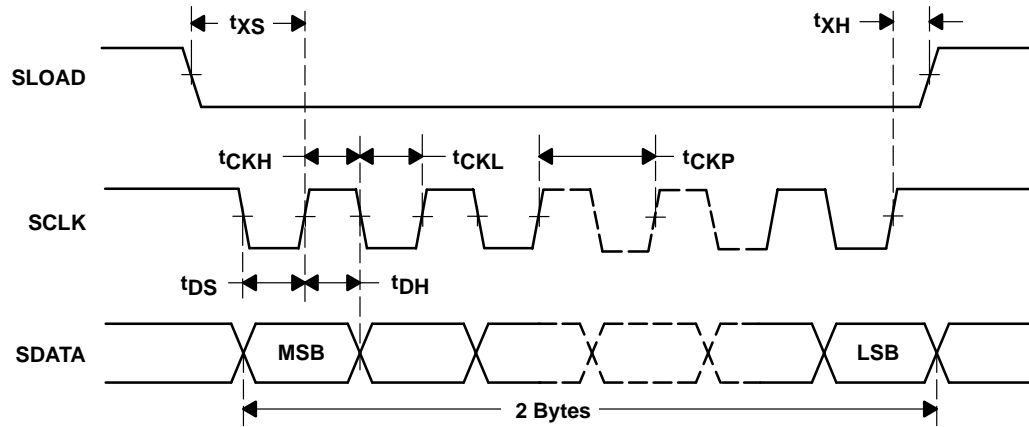 tXS
tXH
SLOAD
tCKH
tCKL
tCKP
SCLK
tDS
tDH
SDATA
MSB
LSB
2 Bytes